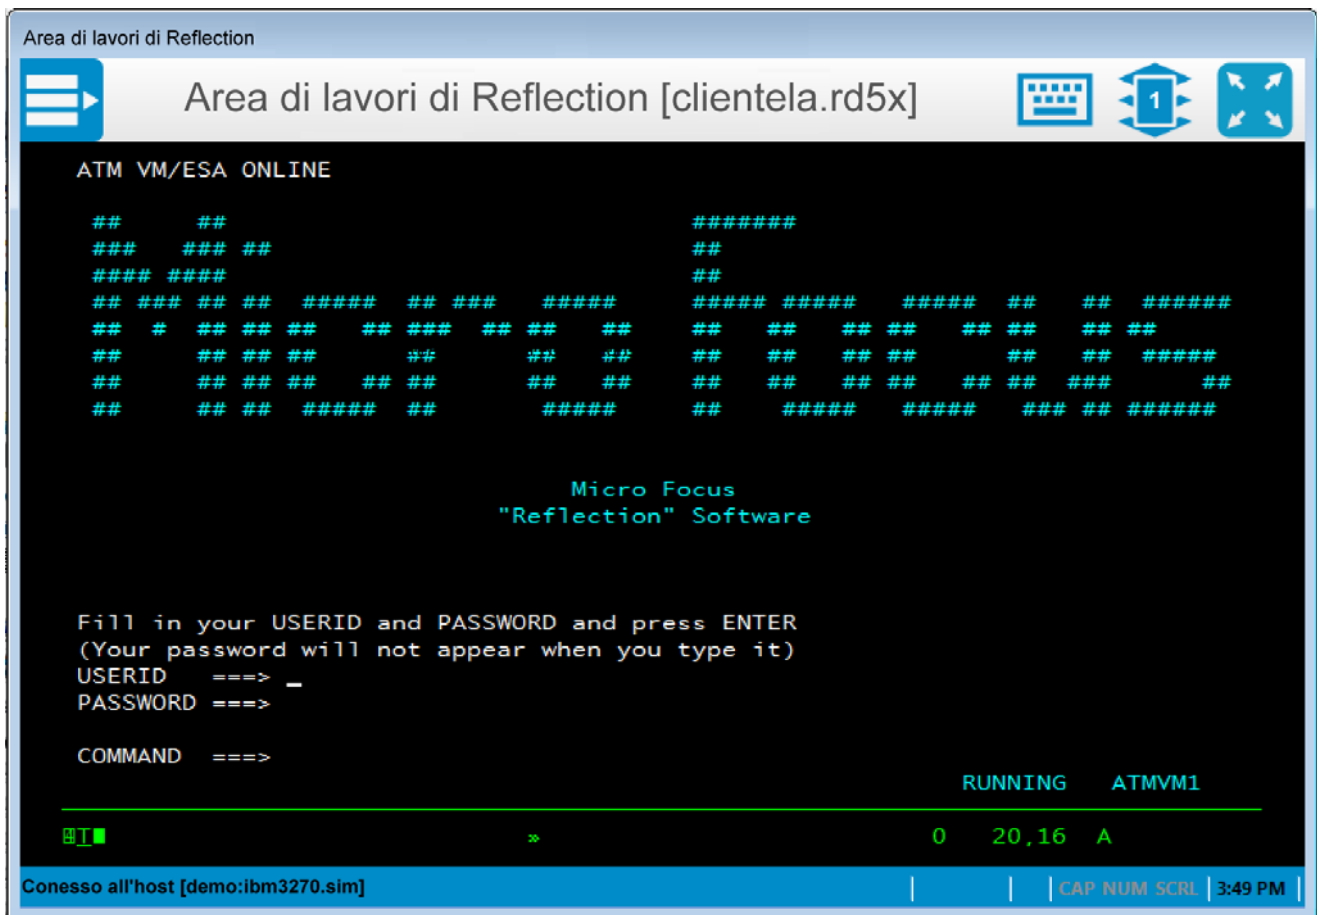 Area di lavori di Reflection
Area di lavori di Reflection [clientela.rd5x]
1
ATM VM/ESA ONLINE
Micro Focus
Micro Focus
"Reflection" Software
Fill in your USERID and PASSWORD and press ENTER
(Your password will not appear when you type it)
USERID ===> _
PASSWORD ===>
COMMAND ===>
RUNNING ATMVM1
4T■ » 0 20,16 A
Conesso all'host [demo:ibm3270.sim] CAP NUM SCRL 3:49 PM